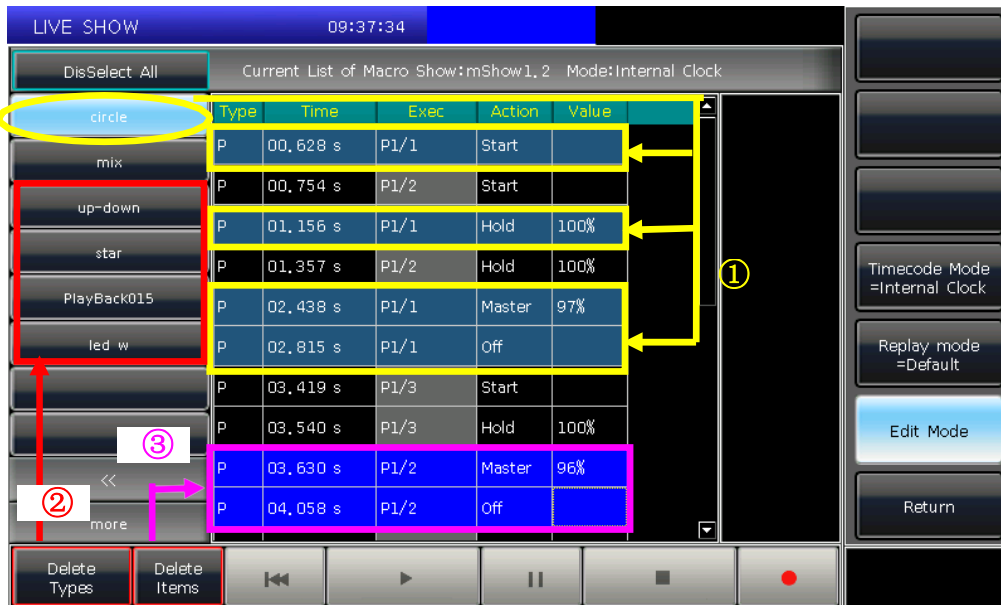 LIVE SHOW 09:37:34
DisSelect All
Current List of Macro Show:mShow1.2 Mode:Internal Clock
circle
mix
up-down
star
PlayBack015
led w
<<
more
Type Time Exec Action Value
P 00.628 s P1/1 Start
P 00.754 s P1/2 Start
P 01.156 s P1/1 Hold 100%
P 01.357 s P1/2 Hold 100%
P 02.438 s P1/1 Master 97%
P 02.815 s P1/1 Off
P 03.419 s P1/3 Start
P 03.540 s P1/3 Hold 100%
P 03.630 s P1/2 Master 96%
P 04.058 s P1/2 Off
①
②
③
Timecode Mode
=Internal Clock
Replay mode
=Default
Edit Mode
Return
Delete
Types
Delete
Items